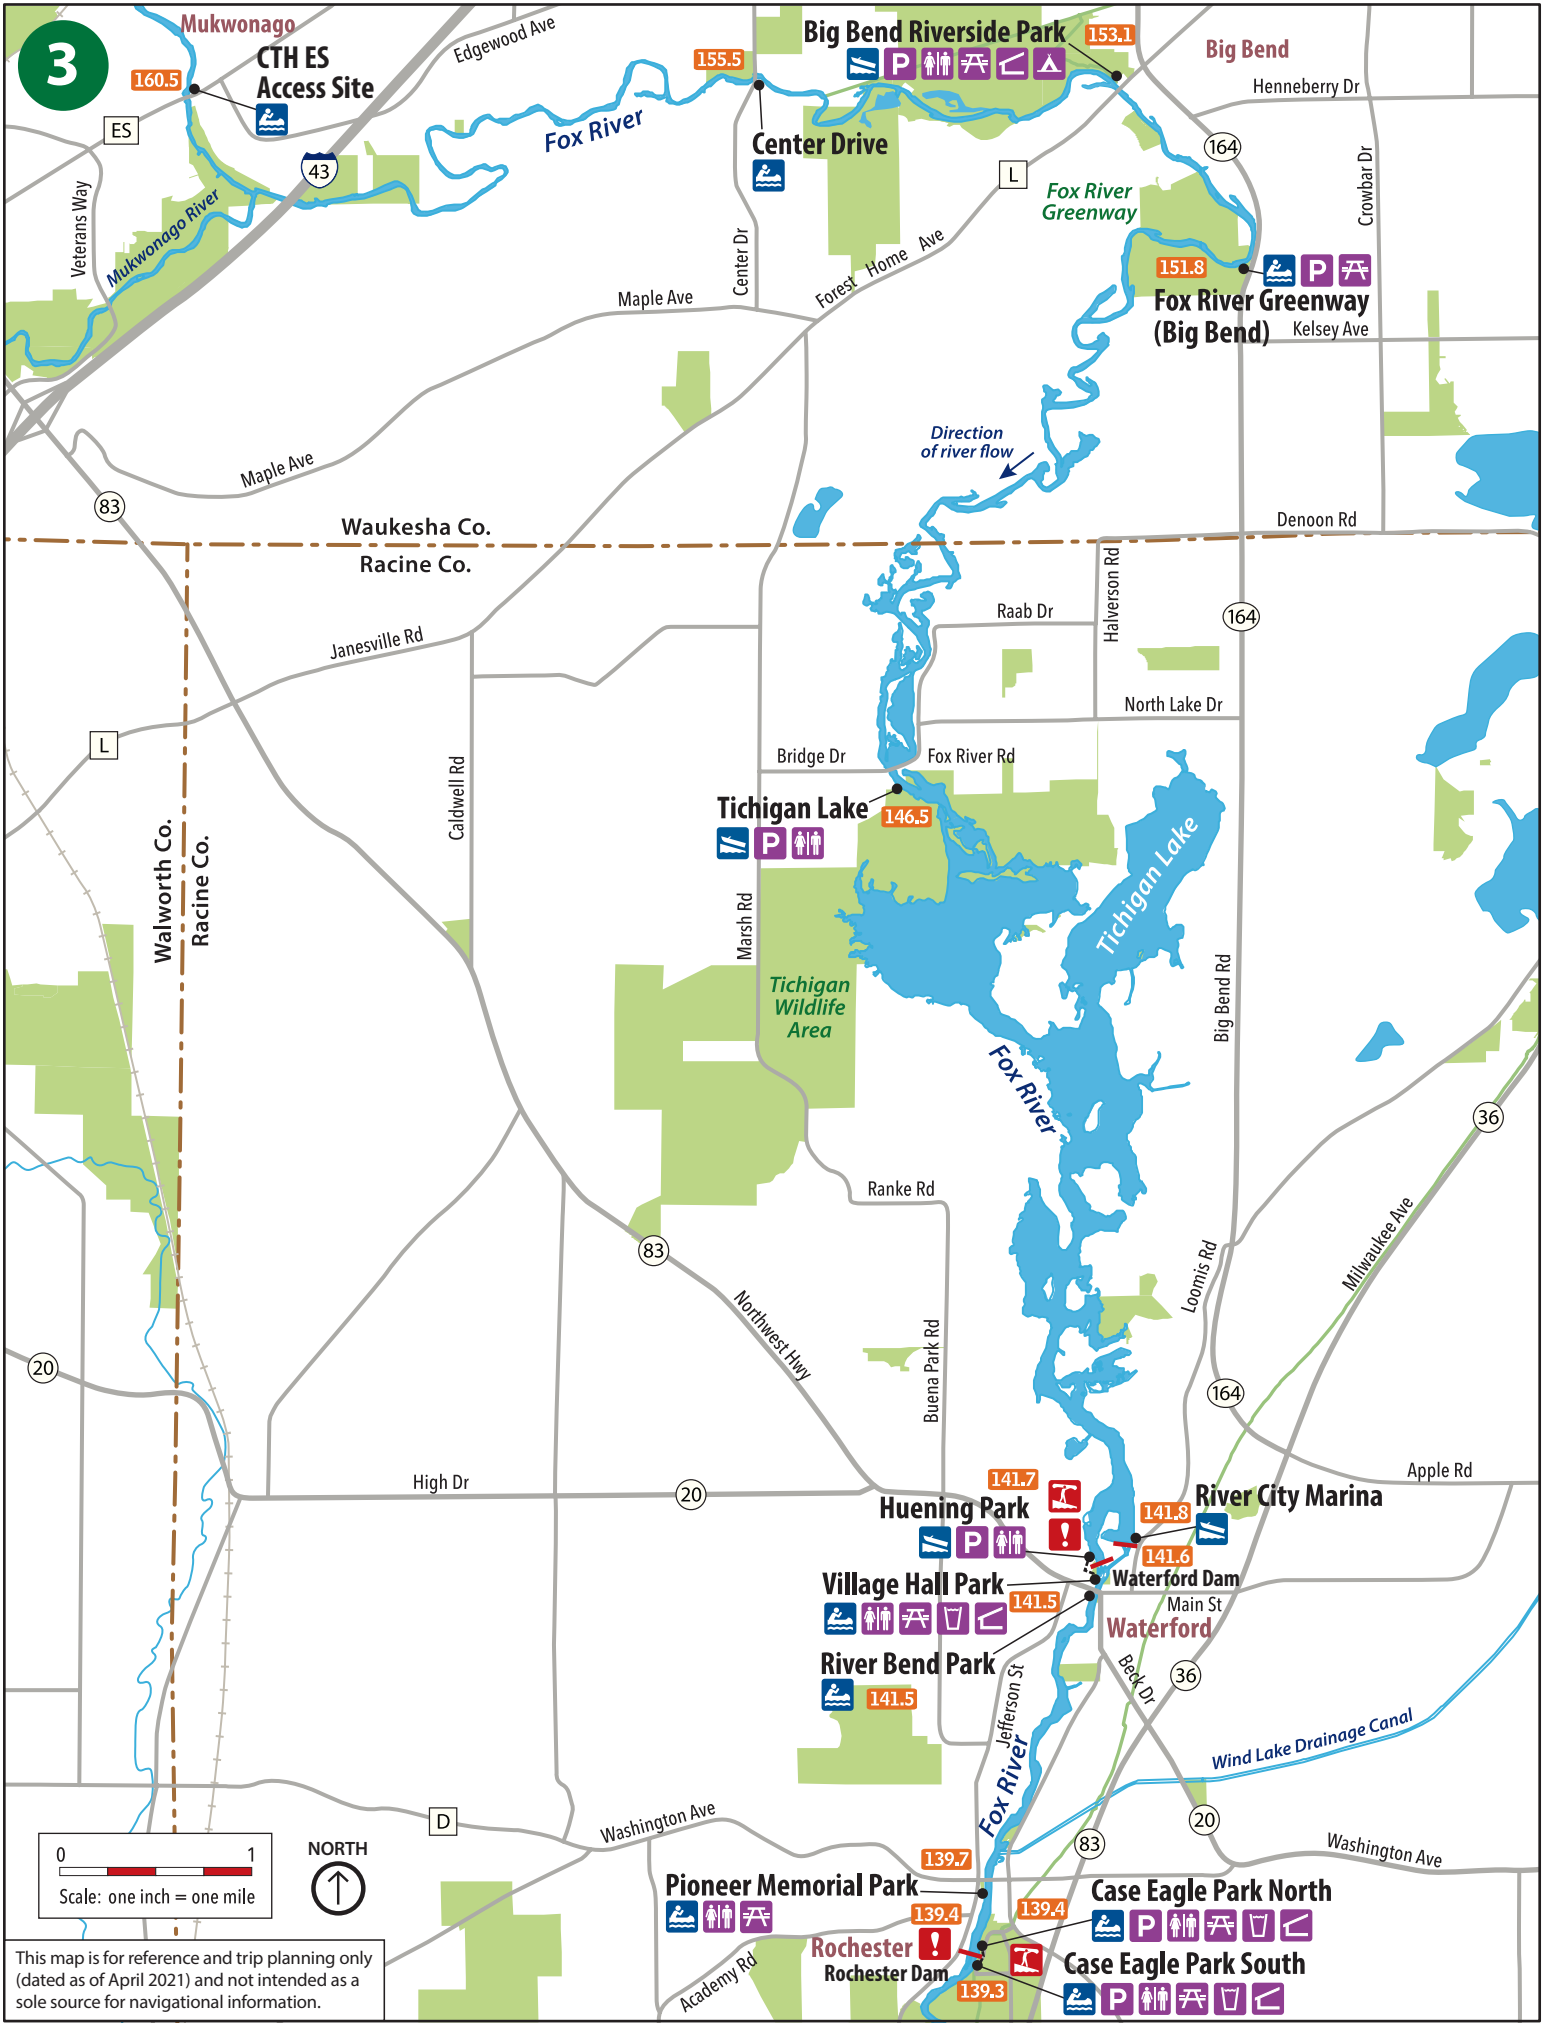 3
Mukwonago
160.5
CTH ES
Access Site
ES
Edgewood Ave
43
Veterans Way
Mukwonago River
Fox River
155.5
Center Drive
Center Dr
Big Bend Riverside Park
P
153.1
Big Bend
Henneberry Dr
164
L
Fox River
Greenway
Crowbar Dr
151.8
P
Fox River Greenway
(Big Bend)
Kelsey Ave
Forest Home Ave
Maple Ave
Maple Ave
83
Direction
of river flow
Waukesha Co.
Racine Co.
Denoon Rd
Halverson Rd
Raab Dr
164
Janesville Rd
L
North Lake Dr
Bridge Dr
Fox River Rd
Caldwell Rd
Tichigan Lake
P
146.5
Walworth Co.
Racine Co.
Tichigan Lake
Marsh Rd
Tichigan
Wildlife
Area
Big Bend Rd
Fox River
36
Ranke Rd
83
Milwaukee Ave
Loomis Rd
Northwest Hwy
Buena Park Rd
20
164
High Dr
20
Apple Rd
141.7
Huening Park
P
!
141.8
River City Marina
141.6
Waterford Dam
Village Hall Park
141.5
Main St
Waterford
River Bend Park
141.5
Beck Dr
36
Jefferson St
Fox River
Wind Lake Drainage Canal
20
D
Washington Ave
83
Washington Ave
139.7
Pioneer Memorial Park
139.4
139.4
Case Eagle Park North
P
Rochester
!
Rochester Dam
Case Eagle Park South
P
139.3
Academy Rd
0 1
Scale: one inch = one mile
NORTH
This map is for reference and trip planning only
(dated as of April 2021) and not intended as a
sole source for navigational information.